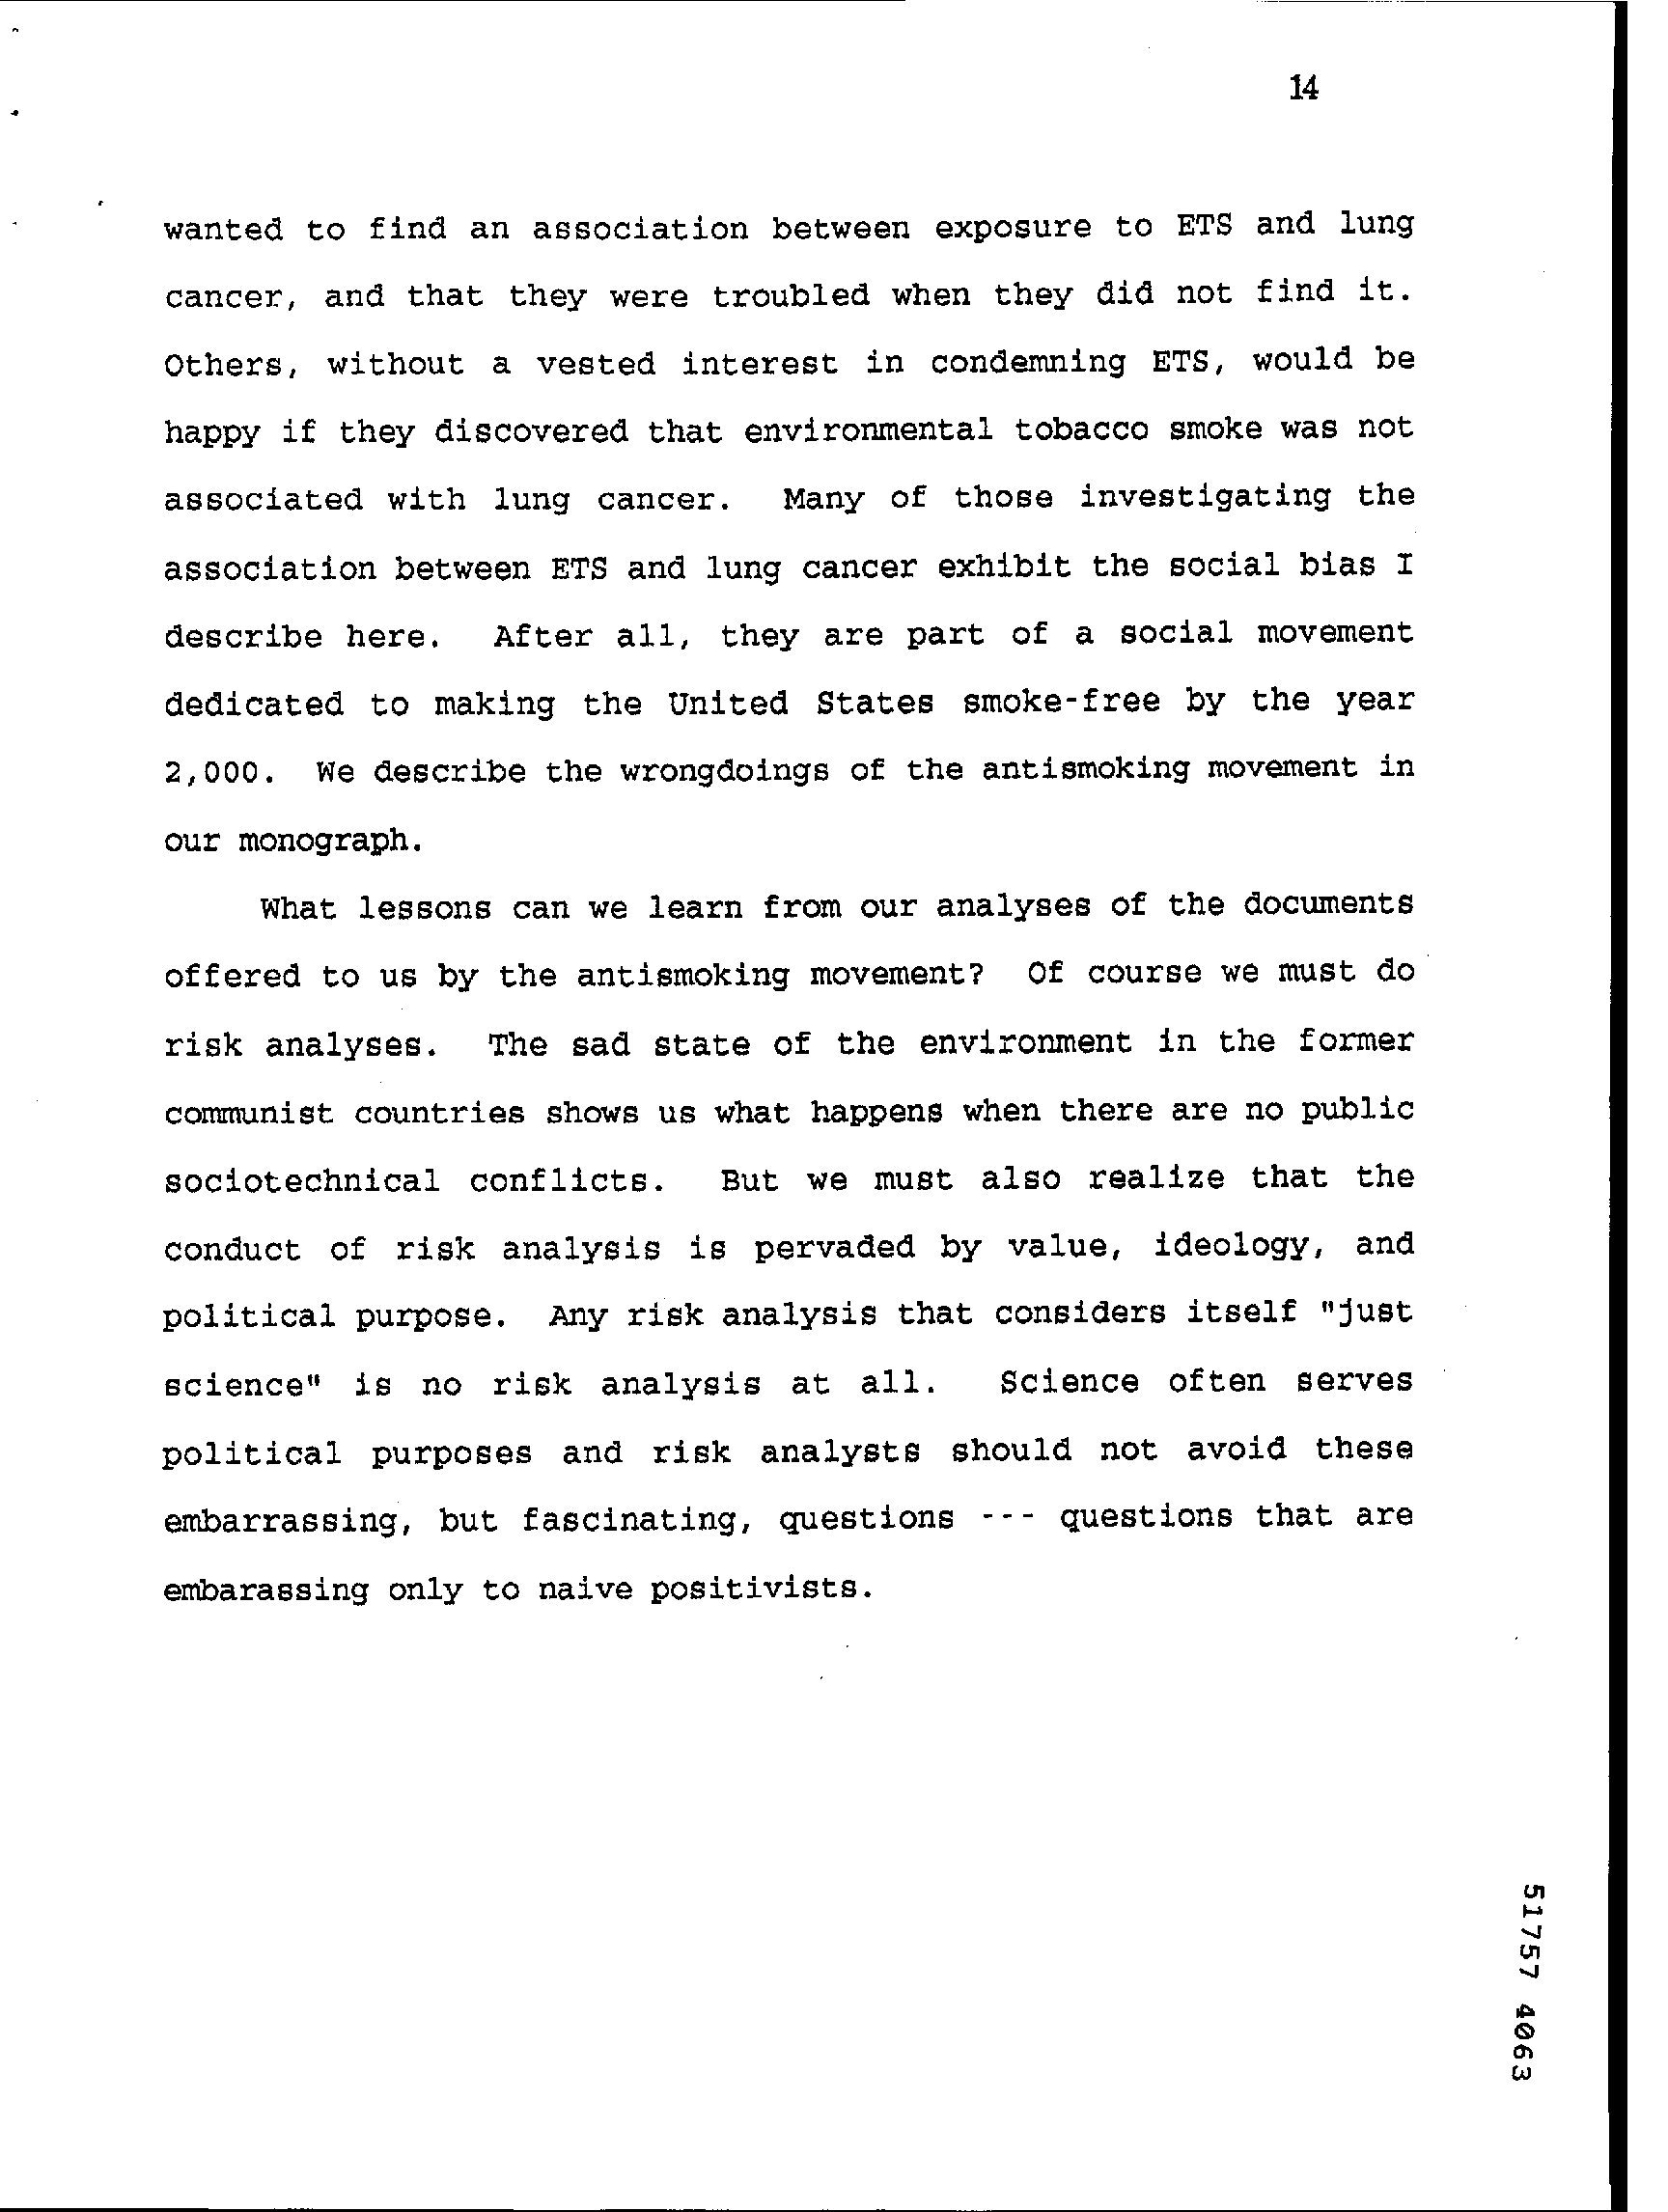 14
wanted to find an association between exposure to ETS and lung
cancer, and that they were troubled when they did not find it.
Others, without a vested interest in condemning ETS, would be
happy if they discovered that environmental tobacco smoke was not
associated with lung cancer. Many of those investigating the
association between ETS and lung cancer exhibit the social bias I
describe here. After all, they are part of a social movement
dedicated to making the United States smoke-free by the year
2,000. We describe the wrongdoings of the antismoking movement in
our monograph.
What lessons can we learn from our analyses of the documents
offered to us by the antismoking movement? Of course we must do
risk analyses. The sad state of the environment in the former
communist countries shows us what happens when there are no public
sociotechnical conflicts. But we must also realize that the
conduct of risk analysis is pervaded by value, ideology, and
political purpose. Any risk analysis that considers itself "just
science" is no risk analysis at all. Science often serves
political purposes and risk analysts should not avoid these
embarrassing, but fascinating, questions --- questions that are
embarassing only to naive positivists.
51757 4063